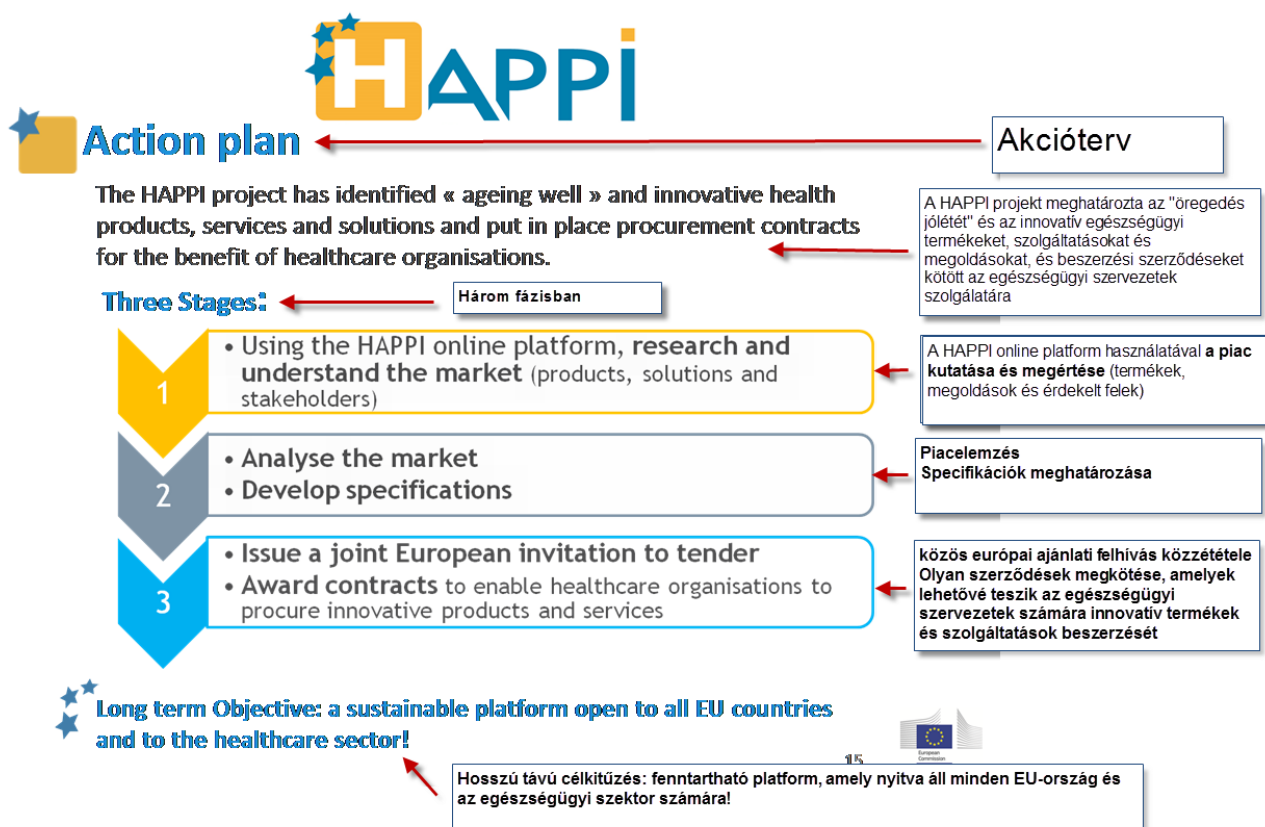 HAPPi
Action plan
Akcióterv
The HAPPI project has identified « ageing well » and innovative health
products, services and solutions and put in place procurement contracts
for the benefit of healthcare organisations.
A HAPPI projekt meghatározta az "öregedés
jólétét" és az innovatív egészségügyi
termékeket, szolgáltatásokat és
megoldásokat, és beszerzési szerződéseket
kötött az egészségügyi szervezetek
szolgálatára
Three Stages:
Három fázisban
1
• Using the HAPPI online platform, research and
understand the market (products, solutions and
stakeholders)
A HAPPI online platform használatával a piac
kutatása és megértése (termékek,
megoldások és érdekelt felek)
2
• Analyse the market
• Develop specifications
Piacelemzés
Specifikációk meghatározása
3
• Issue a joint European invitation to tender
• Award contracts to enable healthcare organisations to
procure innovative products and services
közös európai ajánlati felhívás közzététele
Olyan szerződések megkötése, amelyek
lehetővé teszik az egészségügyi
szervezetek számára innovatív termékek
és szolgáltatások beszerzését
Long term Objective: a sustainable platform open to all EU countries
and to the healthcare sector!
European
Commission
15
Hosszú távú célkitűzés: fenntartható platform, amely nyitva áll minden EU-ország és
az egészségügyi szektor számára!